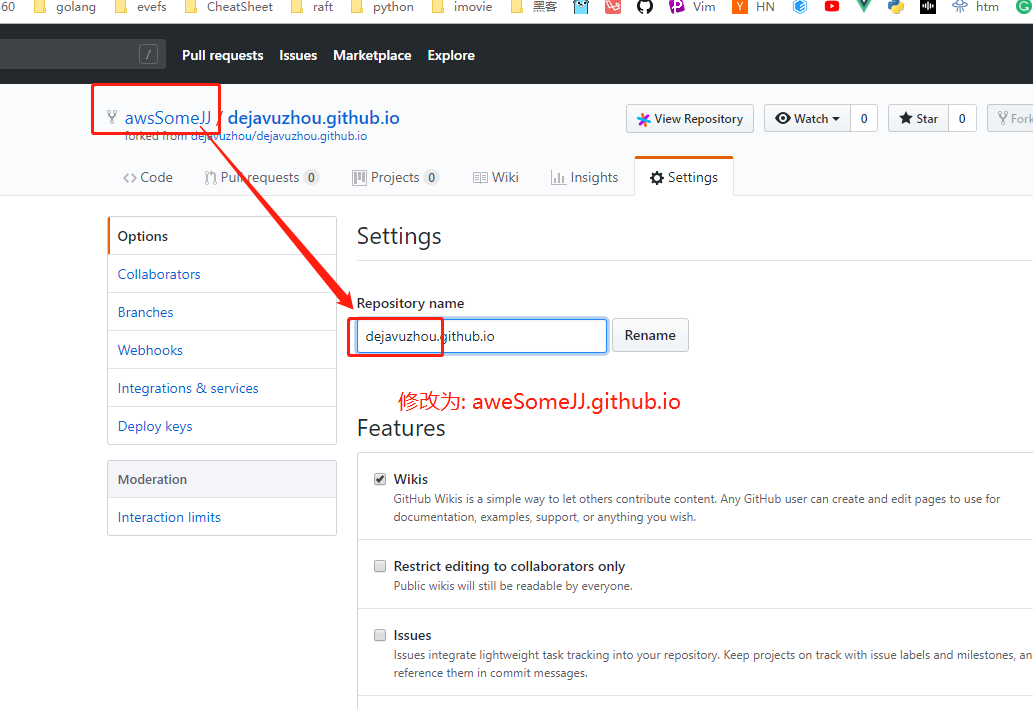 60 golang evefs CheatSheet raft python imovie 黑客 Vim HN htm
/ Pull requests Issues Marketplace Explore
awsSomeJJ / dejavuzhou.github.io
forked from dejavuzhou/dejavuzhou.github.io
View Repository Watch 0 Star 0 Fork
Code Pull requests 0 Projects 0 Wiki Insights Settings
Options
Collaborators
Branches
Webhooks
Integrations & services
Deploy keys
Moderation
Interaction limits
Settings
Repository name
dejavuzhou.github.io Rename
修改为: aweSomeJJ.github.io
Features
Wikis
GitHub Wikis is a simple way to let others contribute content. Any GitHub user can create and edit pages to use for
documentation, examples, support, or anything you wish.
Restrict editing to collaborators only
Public wikis will still be readable by everyone.
Issues
Issues integrate lightweight task tracking into your repository. Keep projects on track with issue labels and milestones, an
reference them in commit messages.